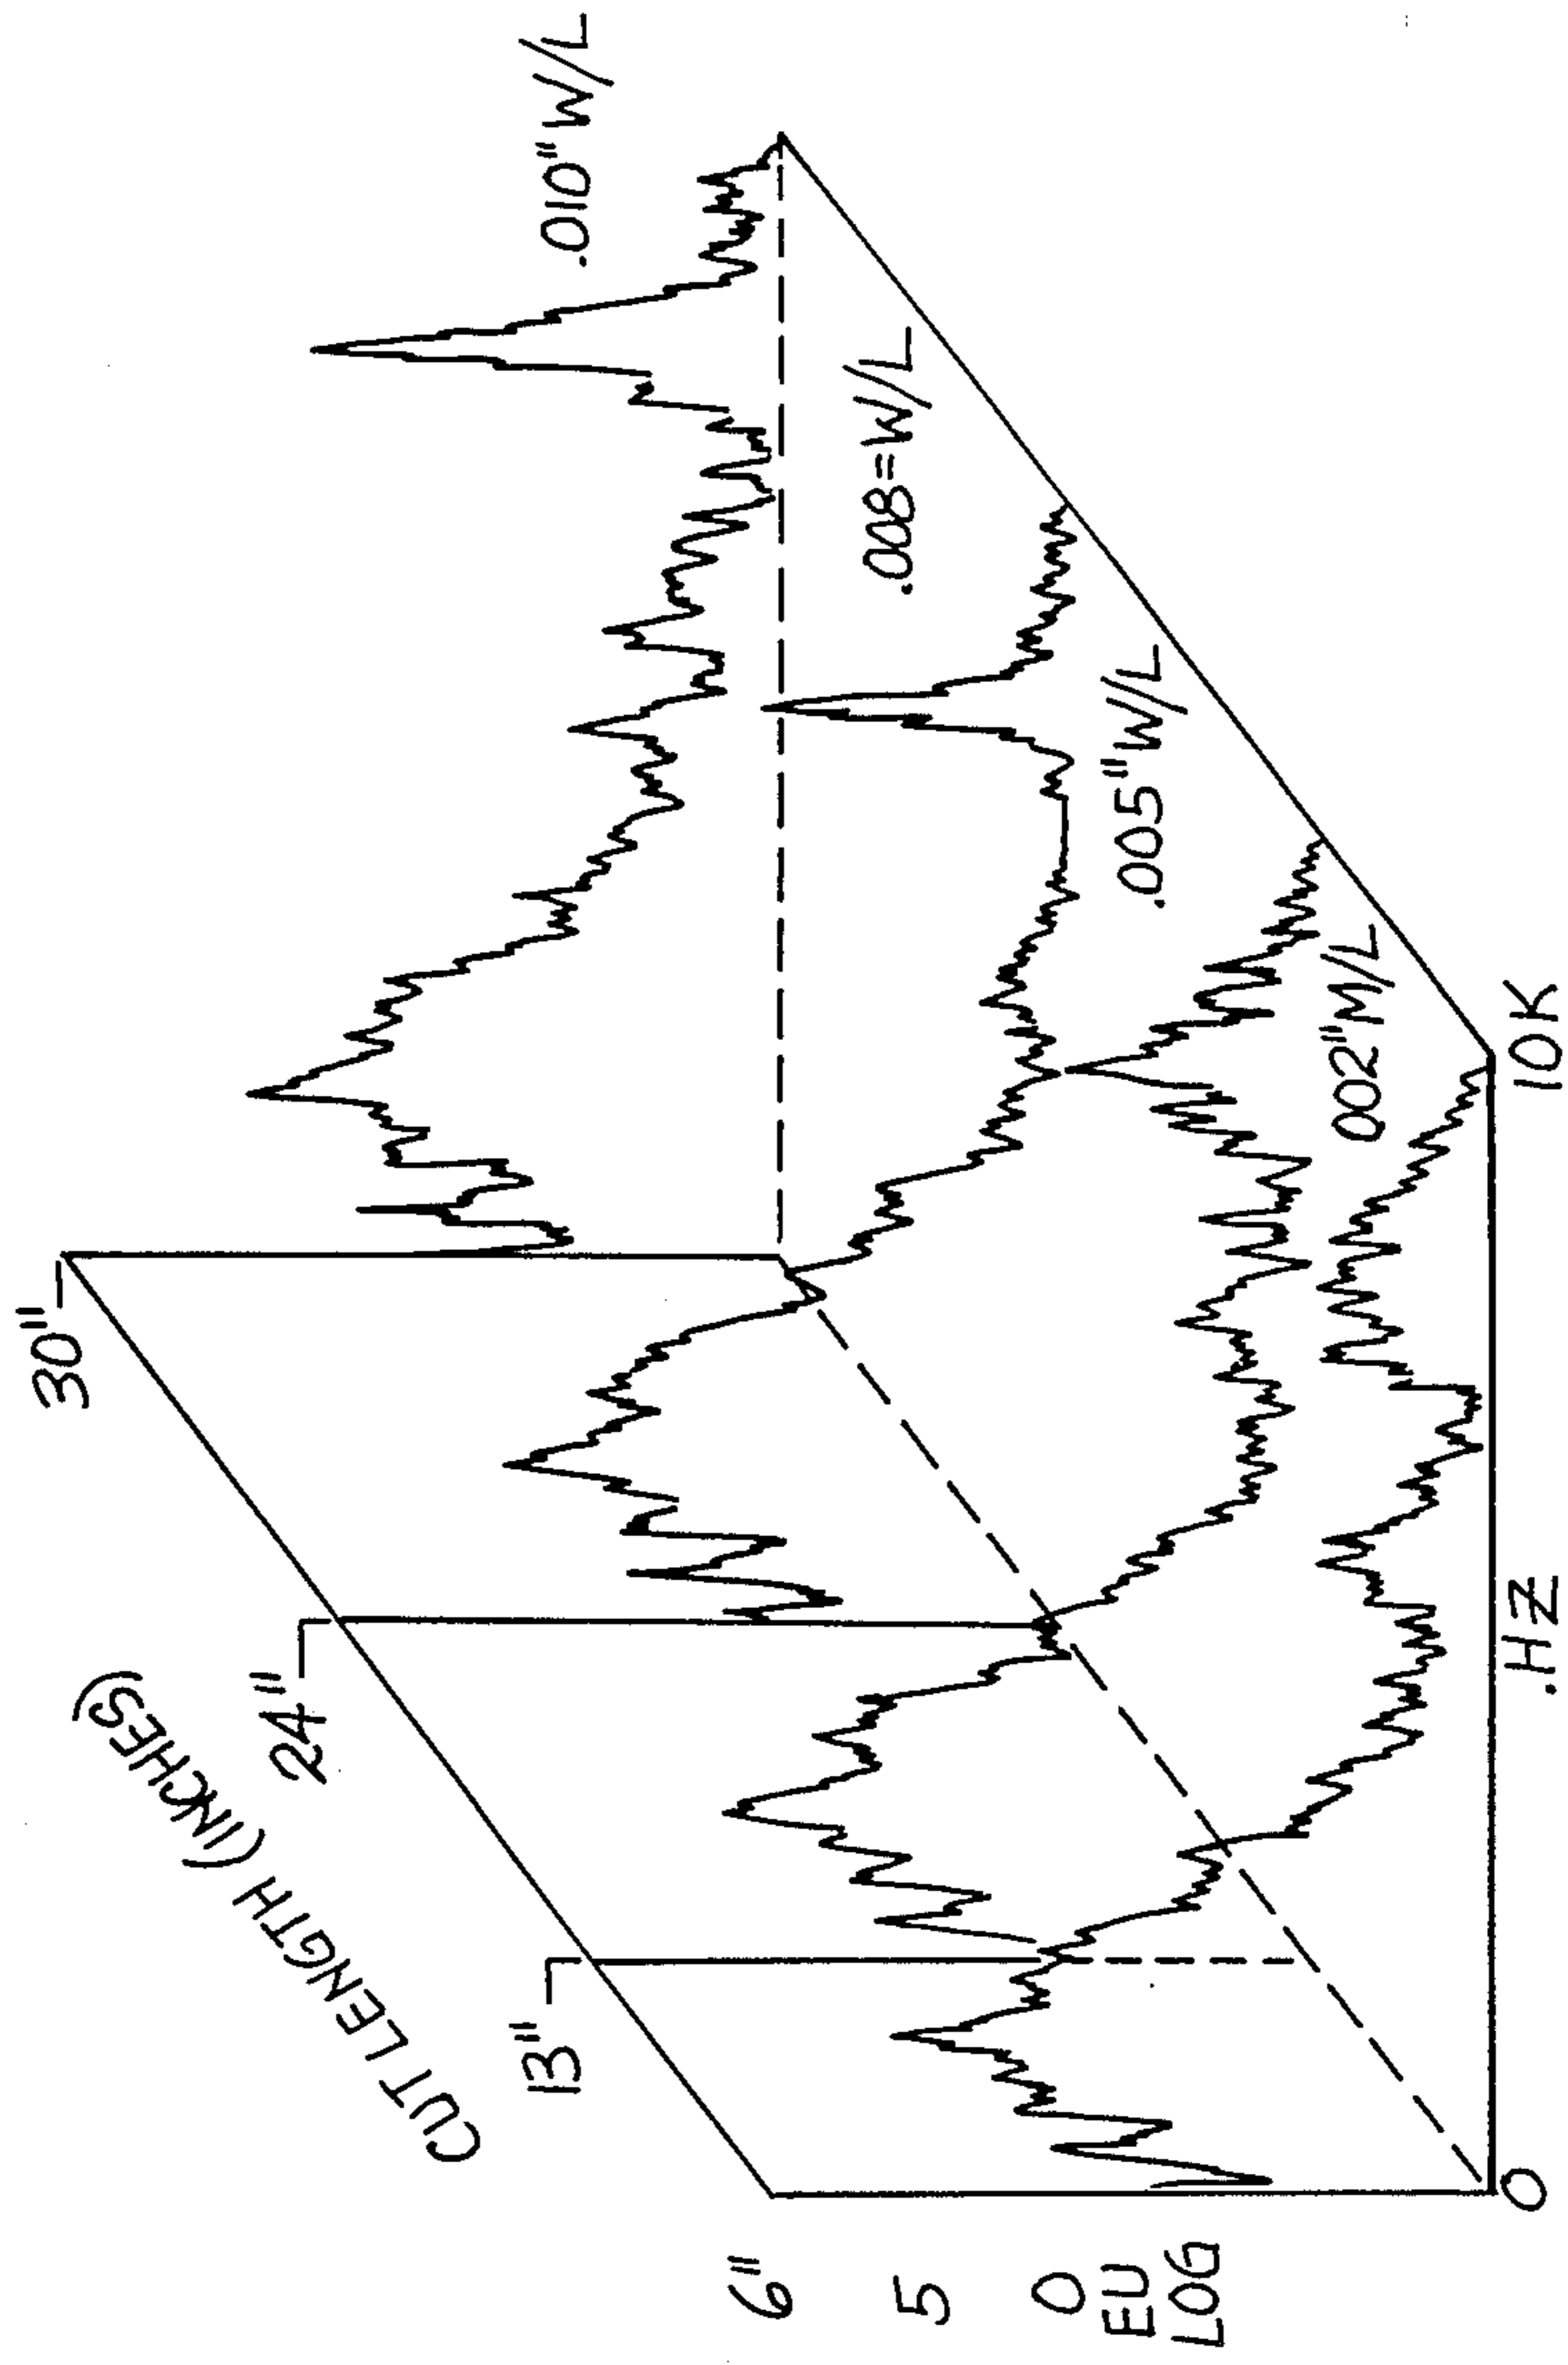 CUT LENGTH (INCHES)
30"
24"
13"
6"
5
0
EU
LOG
.010" W/L
.008=W/L
.005" W/L
.002" M/L
0
.HZ
10K